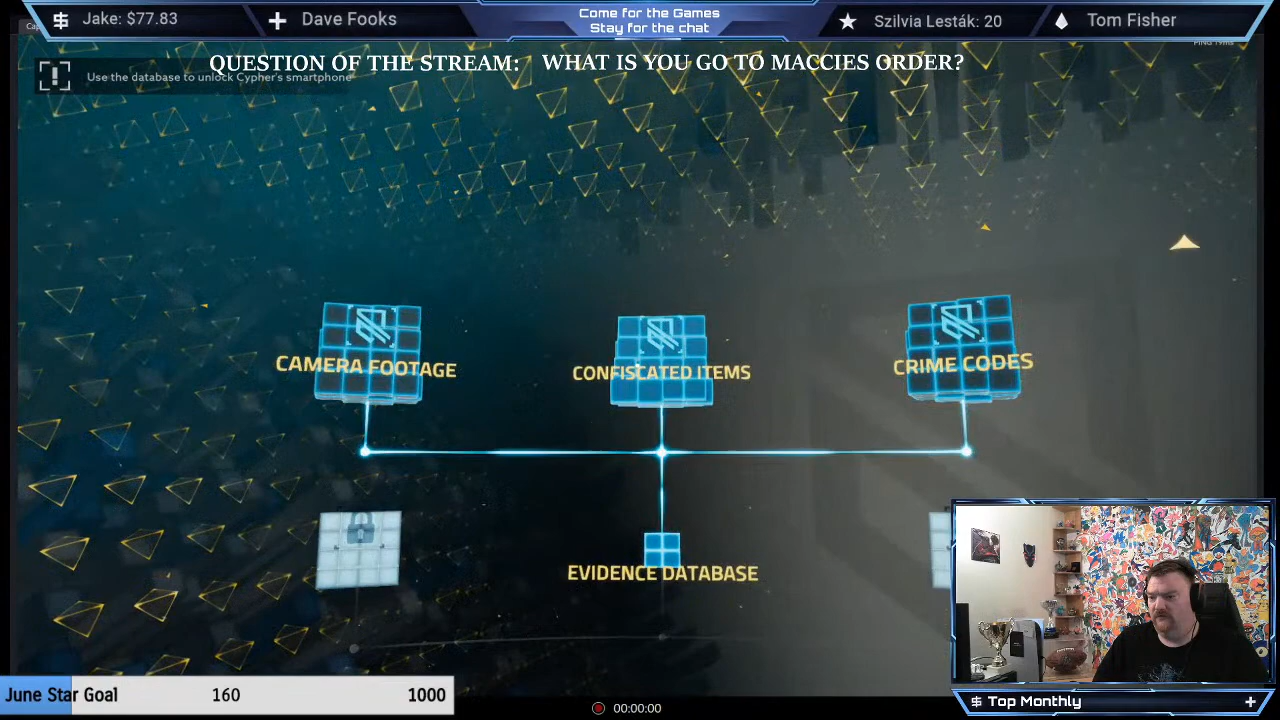 Jake: $77.83
Dave Fooks
Come for the Games
Stay for the chat
Szilvia Lesták: 20
Tom Fisher
QUESTION OF THE STREAM: WHAT IS YOU GO TO MACCIES ORDER?
Use the database to unlock Cypher's smartphone
CAMERA FOOTAGE
CONFISCATED ITEMS
CRIME CODES
EVIDENCE DATABASE
June Star Goal 160 1000
00:00:00
Top Monthly